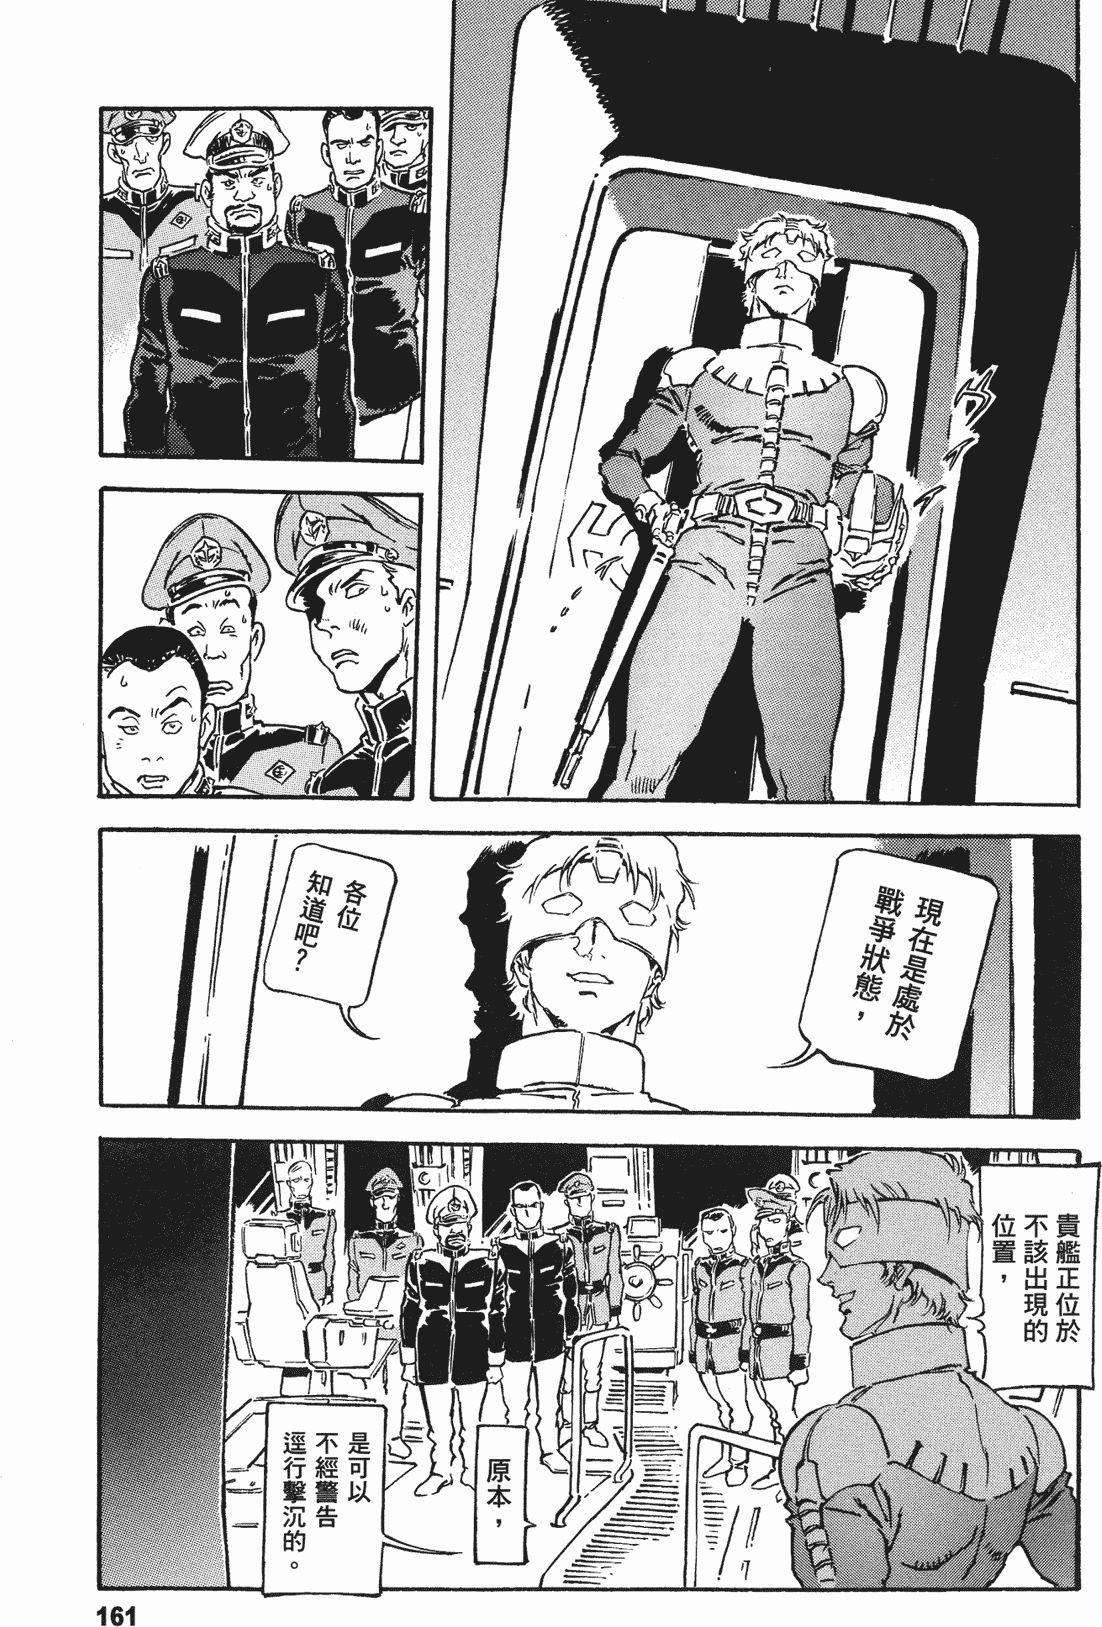 現在是處於
戰爭狀態，
各位
知道吧？
貴艦正位於
不該出現的
位置，
原本，
是可以
不經警告
逕行擊沉的。
161